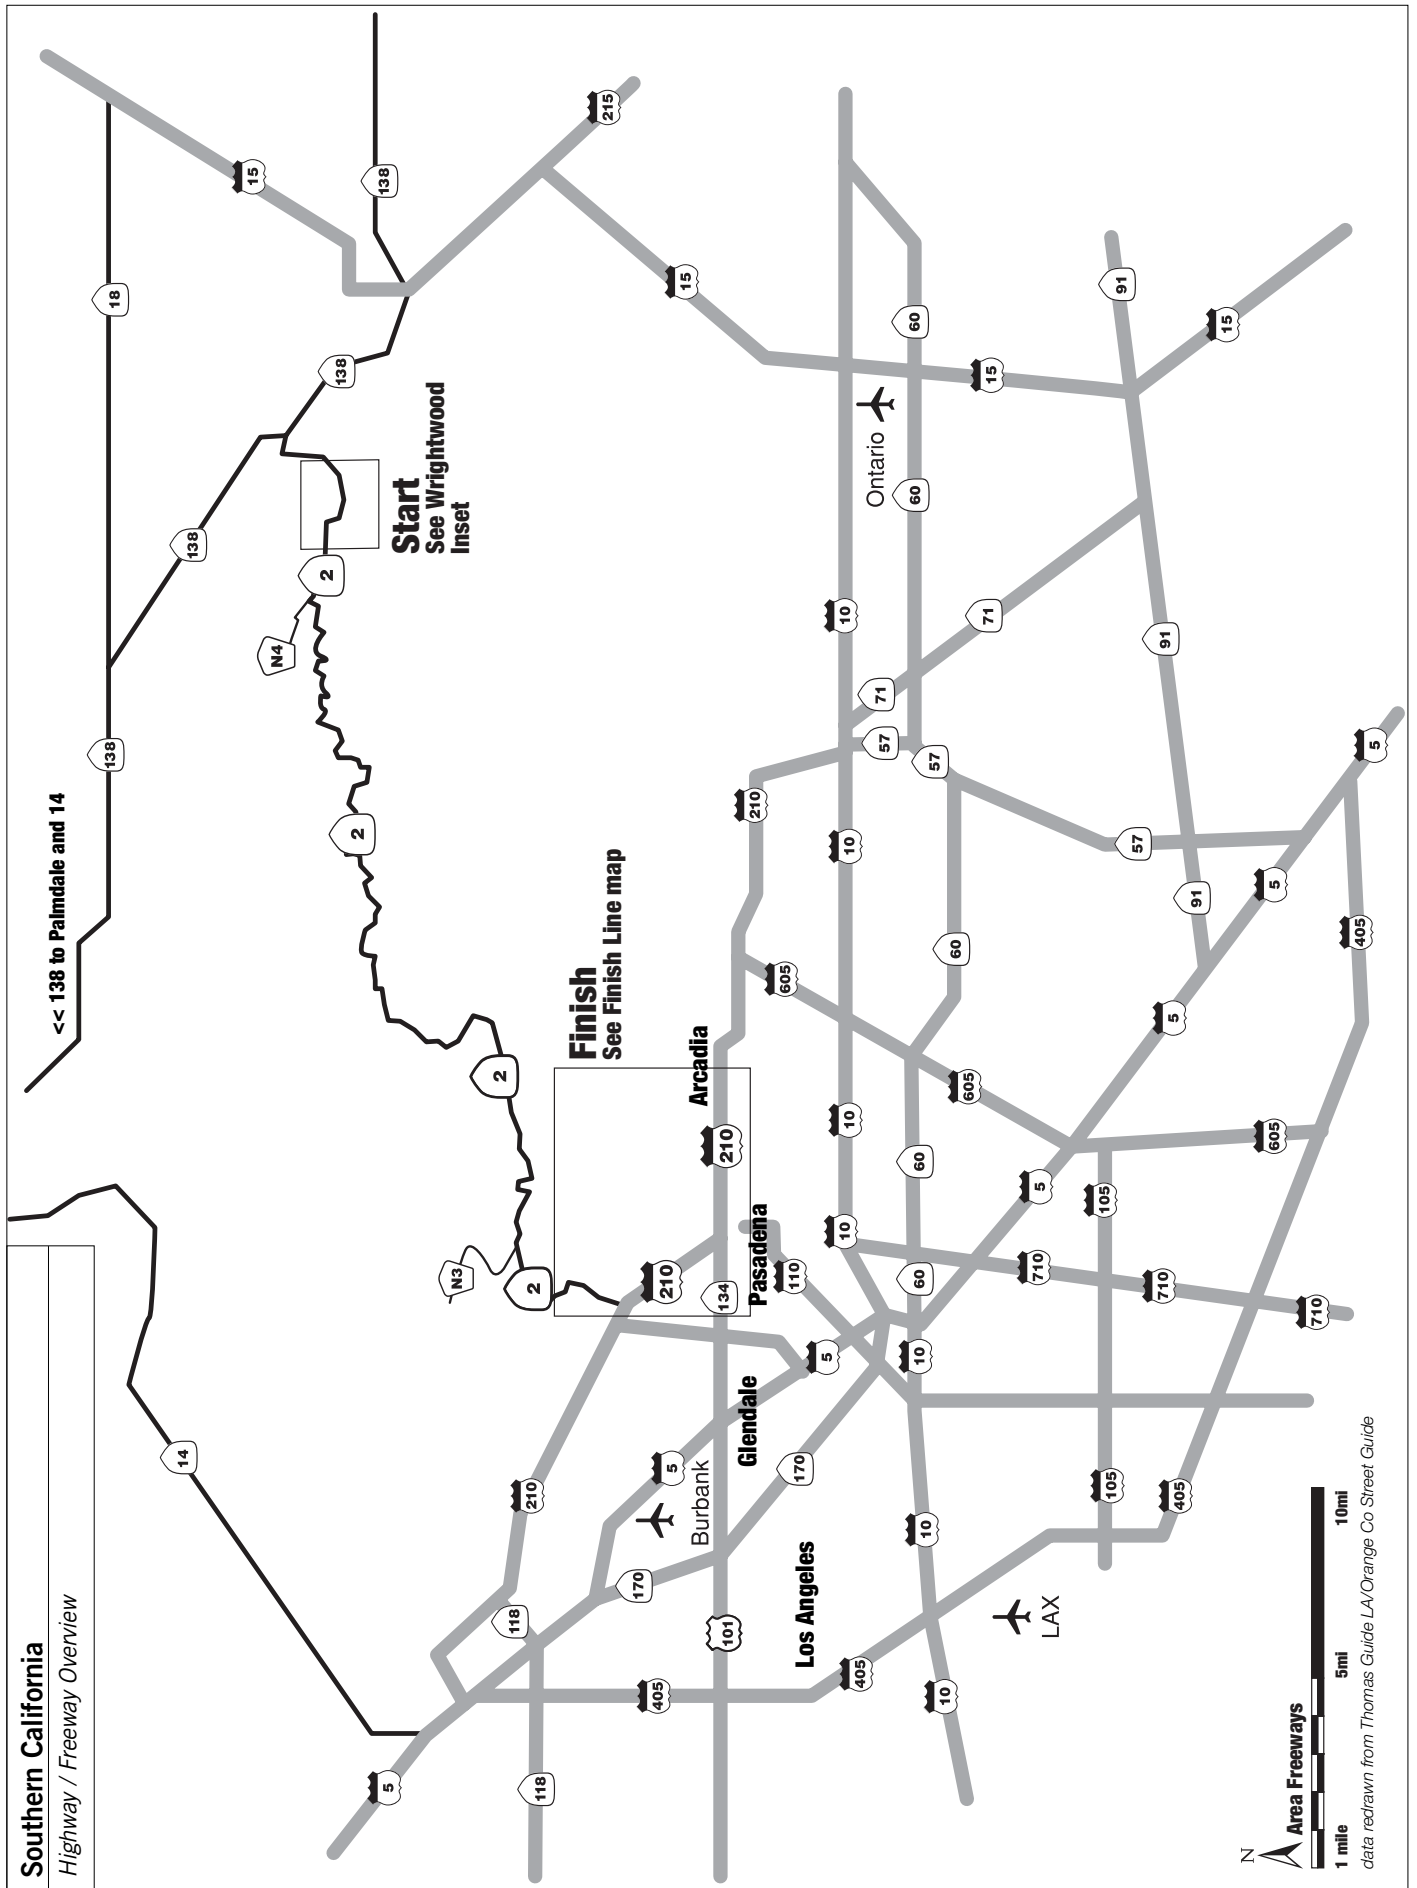 Southern California
Highway / Freeway Overview
<< 138 to Palmdale and 14
14
138
18
15
138
138
138
N4
2
Start
See Wrightwood
Inset
2
2
N3
2
Finish
See Finish Line map
215
15
5
210
118
118
170
5
Burbank
405
101
134
210
210
Arcadia
Pasadena
Glendale
110
605
210
170
5
Los Angeles
405
10
10
10
10
10
10
10
LAX
60
60
60
60
60
Ontario
71
71
57
57
57
15
15
91
91
91
605
605
5
5
5
5
710
710
710
105
105
405
405
N
Area Freeways
1 mile
5mi
10mi
data redrawn from Thomas Guide LA/Orange Co Street Guide